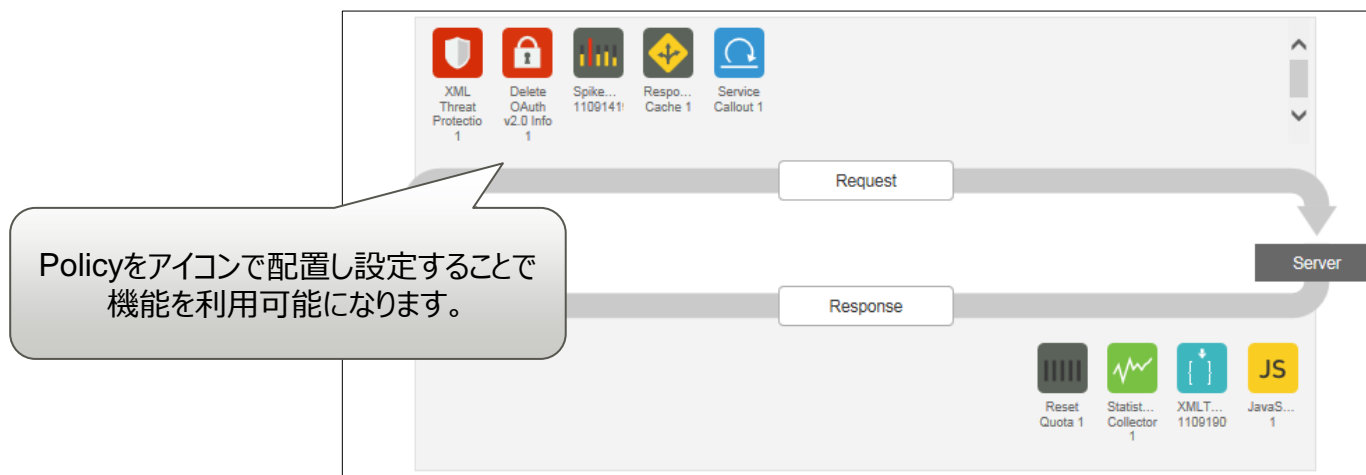 XML
Threat
Protectio
1
Delete
OAuth
v2.0 Info
1
Spike...
1109141
Respo...
Cache 1
Service
Callout 1
Request
Policyをアイコンで配置し設定することで
機能を利用可能になります。
Server
Response
Reset
Quota 1
Statist...
Collector
1
XMLT...
1109190
JS
JavaS...
1